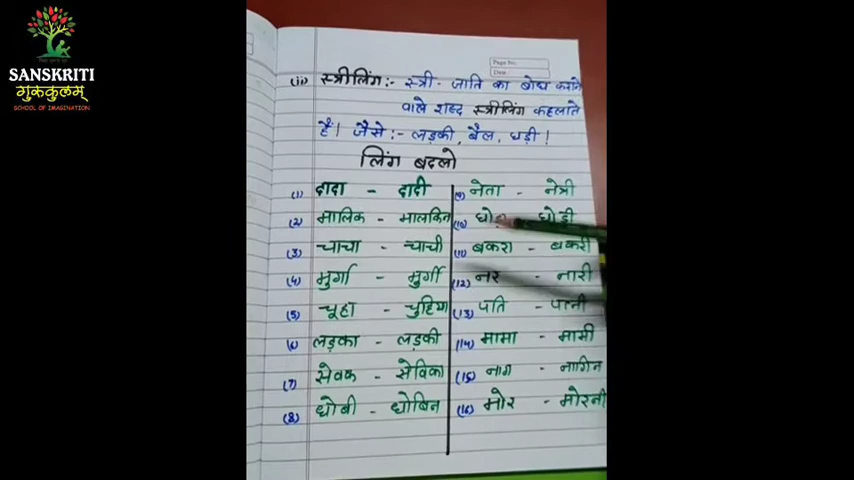 SANSKRITI
गुरुकुलम्
SCHOOL OF IMAGINATION
Page No:
Date:
(ii) स्त्रीलिंग :- स्त्री - जाति का बोध कराने
वाले शब्द स्त्रीलिंग कहलाते
हैं। जैसे :- लड़की, बैल, घड़ी !
लिंग बदलो
(1) दादा - दादी
(2) मालिक - मालकिन
(3) चाचा - चाची
(4) मुर्गा - मुर्गी
(5) चूहा - चुहिया
(6) लड़का - लड़की
(7) सेवक - सेविका
(8) धोबी - धोबिन
(9) नेता - नेत्री
(10) - घोड़ी
(11) बकरा - बकरी
(12) नर - नारी
(13) पति - पत्नी
(14) मामा - मामी
(15) नाग - नागिन
(16) मोर - मोरनी